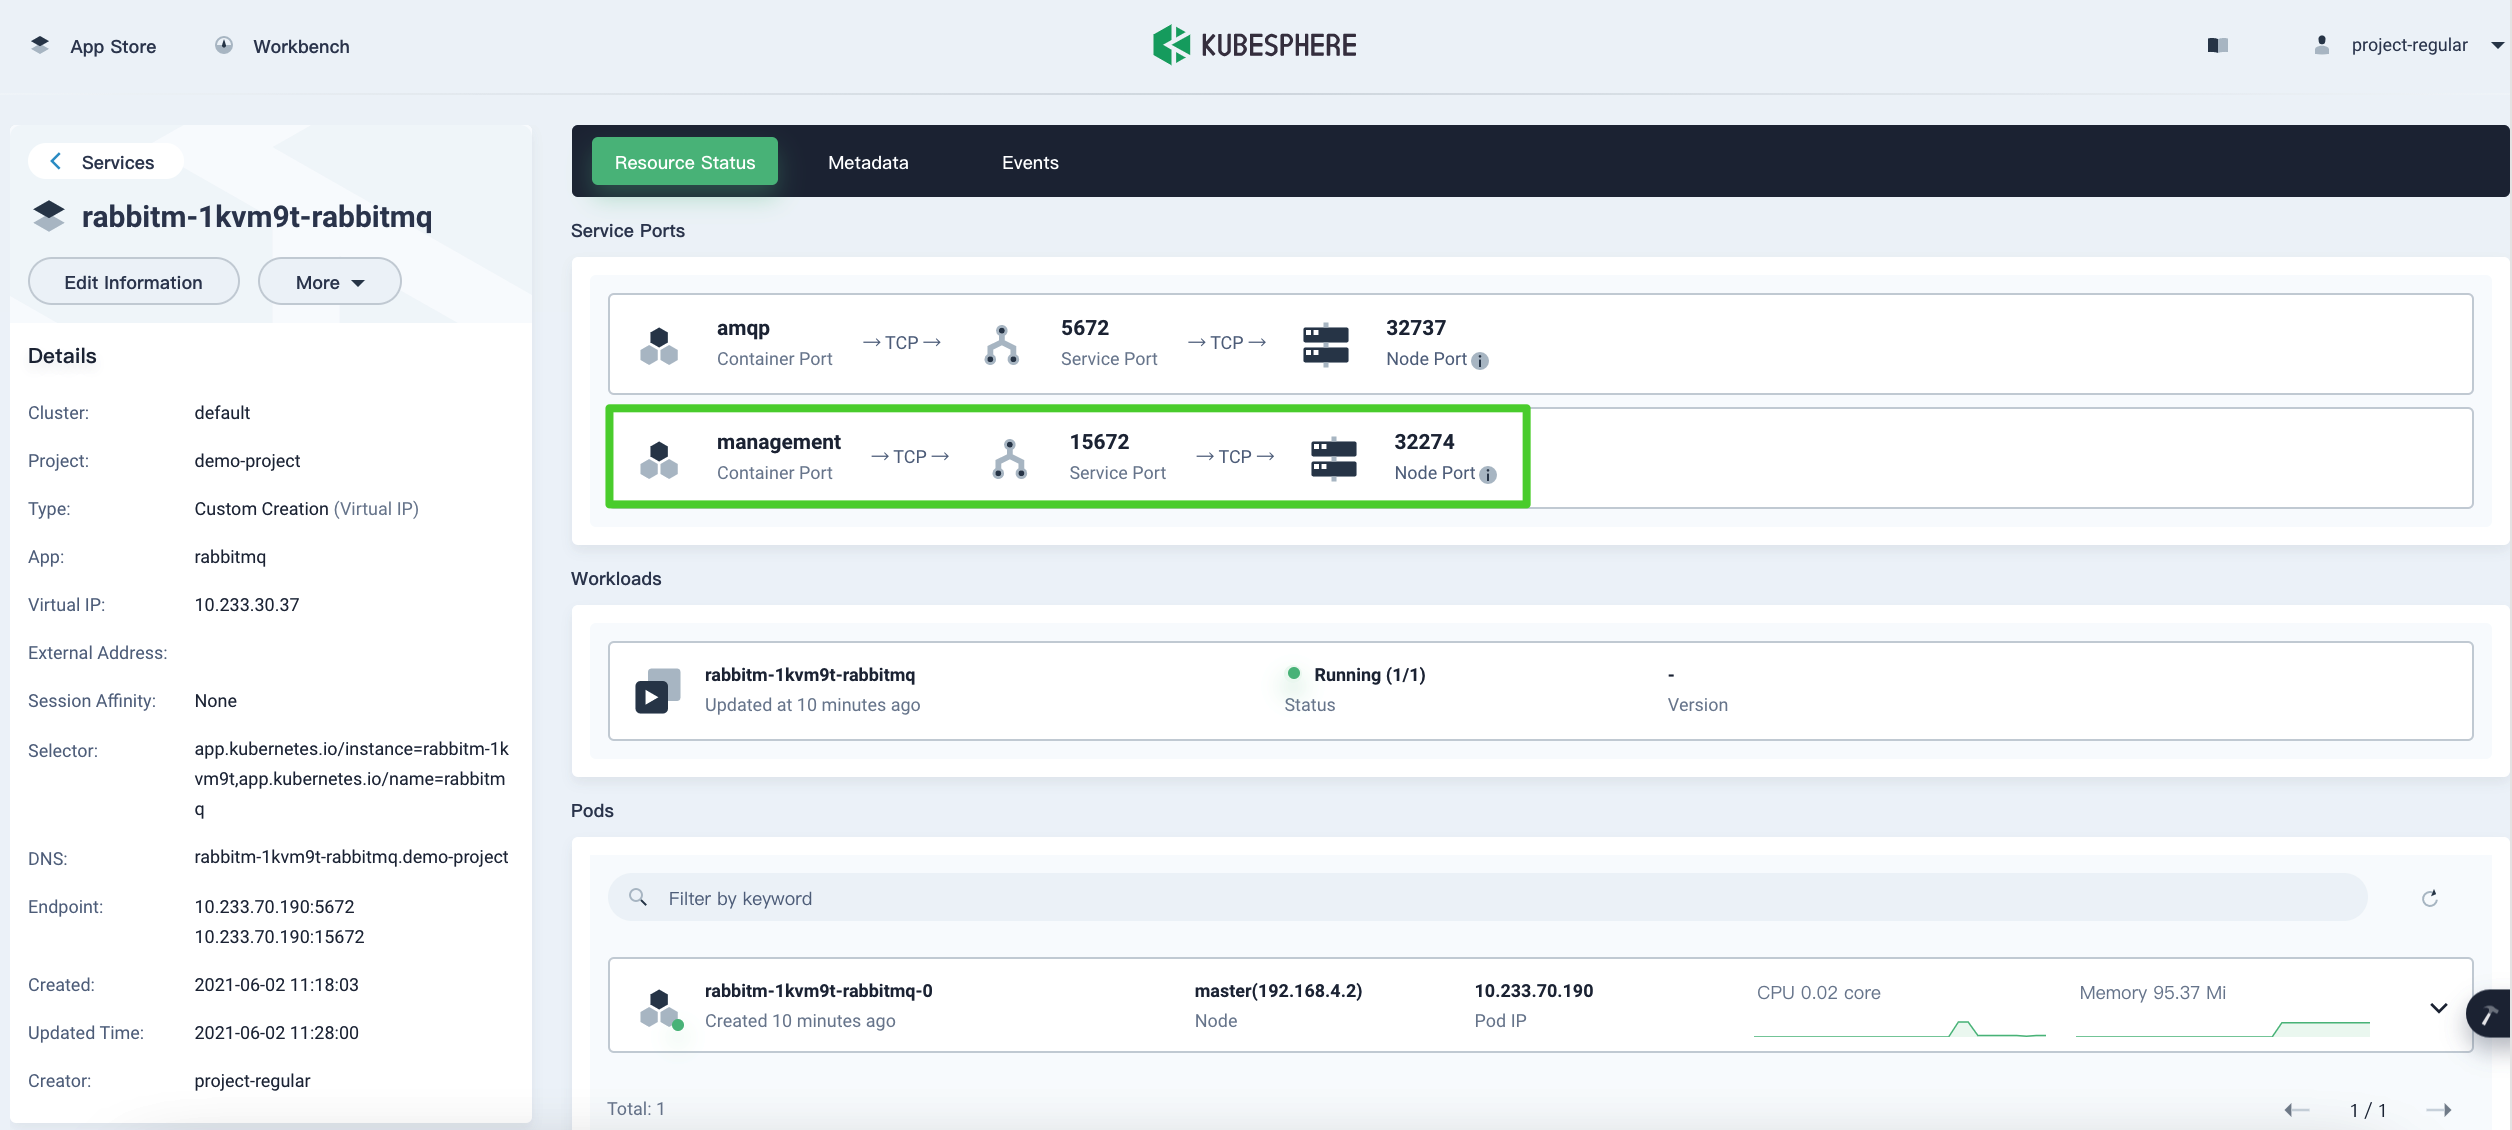 App Store
Workbench
KUBESPHERE
project-regular
Services
rabbitm-1kvm9t-rabbitmq
Edit Information
More
Details
Cluster: default
Project: demo-project
Type: Custom Creation (Virtual IP)
App: rabbitmq
Virtual IP: 10.233.30.37
External Address:
Session Affinity: None
Selector: app.kubernetes.io/instance=rabbitm-1k
vm9t,app.kubernetes.io/name=rabbitm
q
DNS: rabbitm-1kvm9t-rabbitmq.demo-project
Endpoint: 10.233.70.190:5672
10.233.70.190:15672
Created: 2021-06-02 11:18:03
Updated Time: 2021-06-02 11:28:00
Creator: project-regular
Resource Status
Metadata
Events
Service Ports
amqp → TCP → 5672 → TCP → 32737
Container Port Service Port Node Port
management → TCP → 15672 → TCP → 32274
Container Port Service Port Node Port
Workloads
rabbitm-1kvm9t-rabbitmq Running (1/1) -
Updated at 10 minutes ago Status Version
Pods
Filter by keyword
rabbitm-1kvm9t-rabbitmq-0 master(192.168.4.2) 10.233.70.190 CPU 0.02 core Memory 95.37 Mi
Created 10 minutes ago Node Pod IP
Total: 1
1 / 1